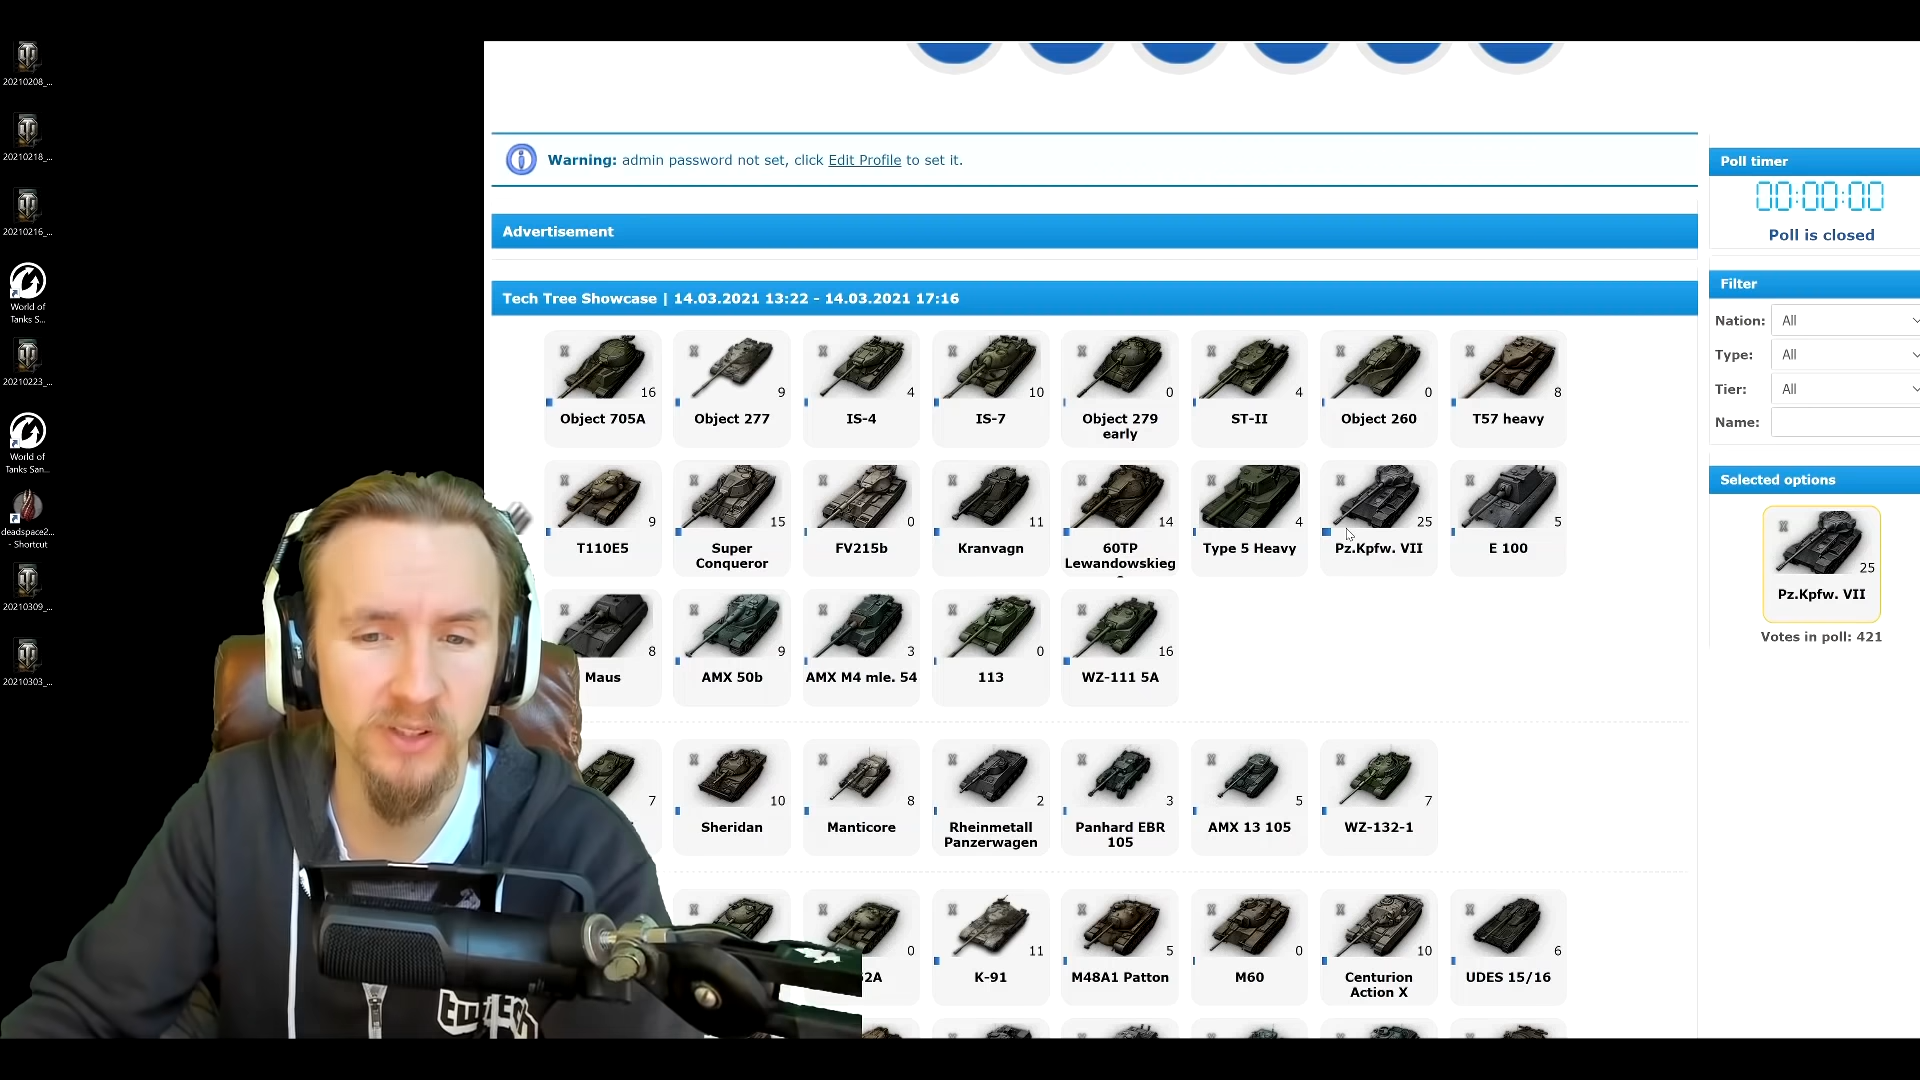 20210208_...
20210218_...
20210216_...
World of
Tanks S...
20210223_...
World of
Tanks San...
deadspace2...
- Shortcut
20210309_...
20210303_...
Warning: admin password not set, click Edit Profile to set it.
Advertisement
Tech Tree Showcase | 14.03.2021 13:22 - 14.03.2021 17:16
X 16 X 9 X 4 X 10 X 0 X 4 X 0 X 8
Object 705A Object 277 IS-4 IS-7 Object 279 early ST-II Object 260 T57 heavy
X 9 X 15 X 0 X 11 X 14 X 4 X 25 X 5
T110E5 Super Conqueror FV215b Kranvagn 60TP Lewandowskieg Type 5 Heavy Pz.Kpfw. VII E 100
X 8 X 9 X 3 X 0 X 16
Maus AMX 50b AMX M4 mle. 54 113 WZ-111 5A
7 X 10 X 8 X 2 X 3 X 5 X 7
Sheridan Manticore Rheinmetall Panzerwagen Panhard EBR 105 AMX 13 105 WZ-132-1
X X 0 X 11 X 5 X 0 X 10 X 6
2A K-91 M48A1 Patton M60 Centurion Action X UDES 15/16
Poll timer
00:00:00
Poll is closed
Filter
Nation: All
Type: All
Tier: All
Name:
Selected options
X 25
Pz.Kpfw. VII
Votes in poll: 421